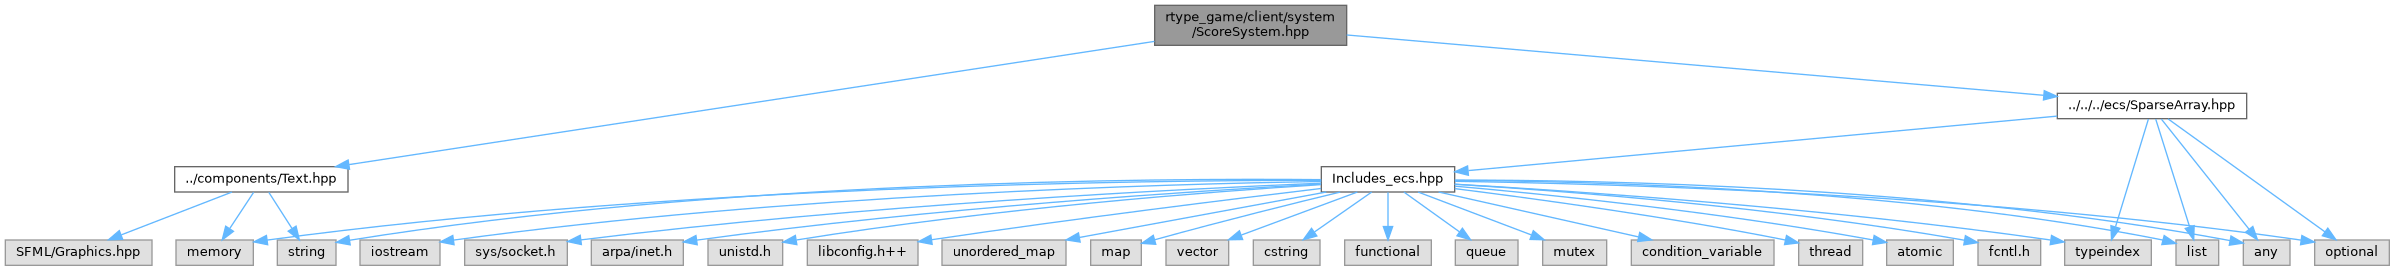 rtype_game/client/system
/ScoreSystem.hpp
../../../ecs/SparseArray.hpp
../components/Text.hpp
Includes_ecs.hpp
SFML/Graphics.hpp
memory
string
iostream
sys/socket.h
arpa/inet.h
unistd.h
libconfig.h++
unordered_map
map
vector
cstring
functional
queue
mutex
condition_variable
thread
atomic
fcntl.h
typeindex
list
any
optional